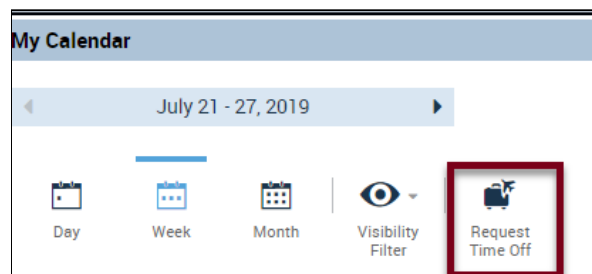 My Calendar
July 21 - 27, 2019
Day
Week
Month
Visibility
Filter
Request
Time Off